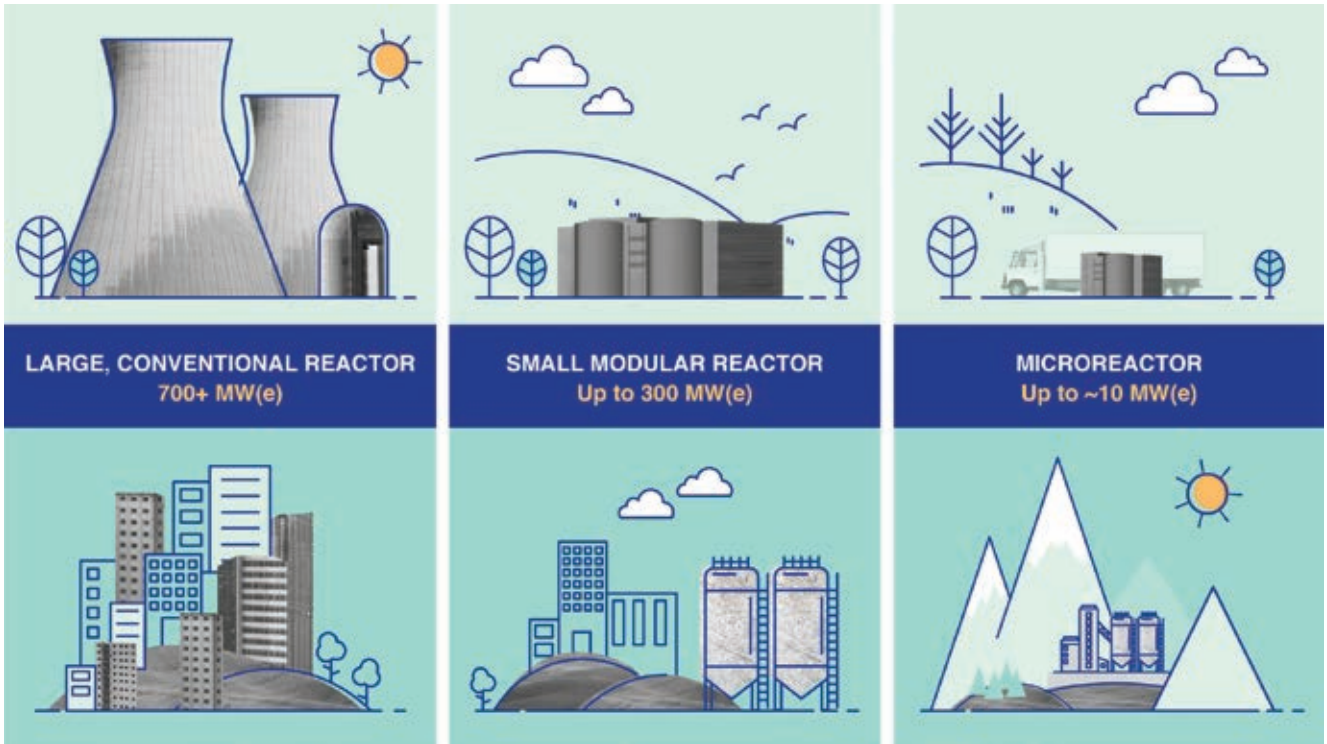 LARGE, CONVENTIONAL REACTOR
700+ MW(e)
SMALL MODULAR REACTOR
Up to 300 MW(e)
MICROREACTOR
Up to ~10 MW(e)